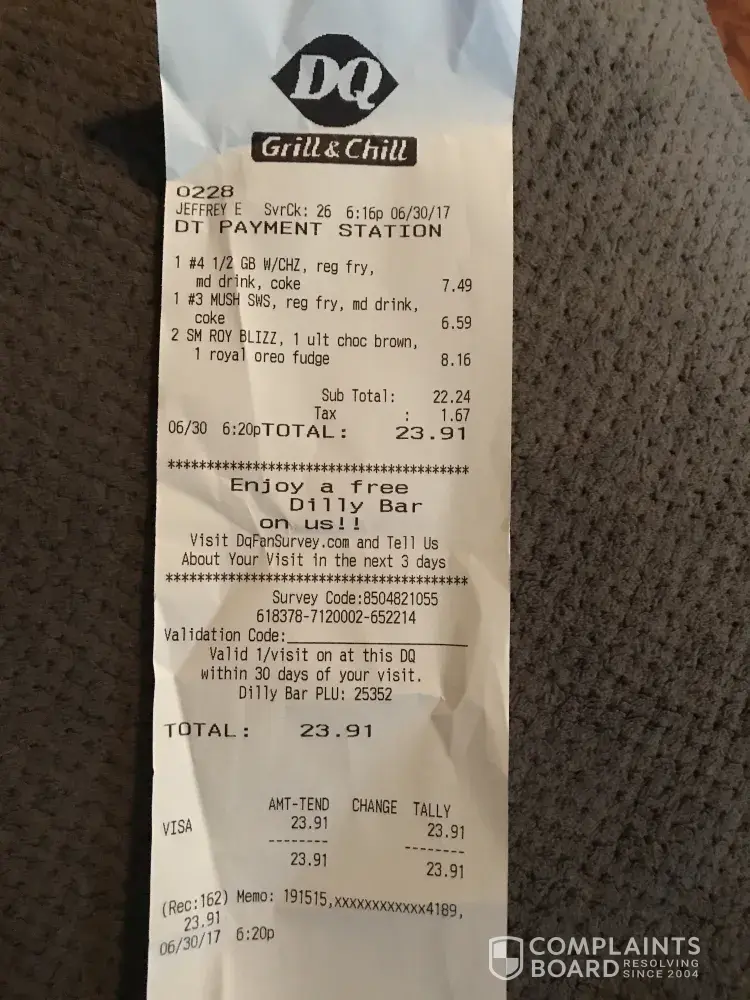 DQ
Grill & Chill
0228
JEFFREY E SvrCk: 26 6:16p 06/30/17
DT PAYMENT STATION
1 #4 1/2 GB W/CHZ, reg fry,
md drink, coke 7.49
1 #3 MUSH SWS, reg fry, md drink,
coke 6.59
2 SM ROY BLIZZ, 1 ult choc brown,
1 royal oreo fudge 8.16
Sub Total: 22.24
Tax : 1.67
06/30 6:20pTOTAL: 23.91
****************************************
Enjoy a free
Dilly Bar
on us!!
Visit DqFanSurvey.com and Tell Us
About Your Visit in the next 3 days
****************************************
Survey Code:8504821055
618378-7120002-652214
Validation Code:____________________
Valid 1/visit on at this DQ
within 30 days of your visit.
Dilly Bar PLU: 25352
TOTAL: 23.91
AMT-TEND CHANGE TALLY
VISA 23.91 23.91
-------- --------
23.91 23.91
(Rec:162) Memo: 191515,xxxxxxxxxxxx4189,
23.91
06/30/17 6:20p
COMPLAINTS
BOARD RESOLVING SINCE 2004